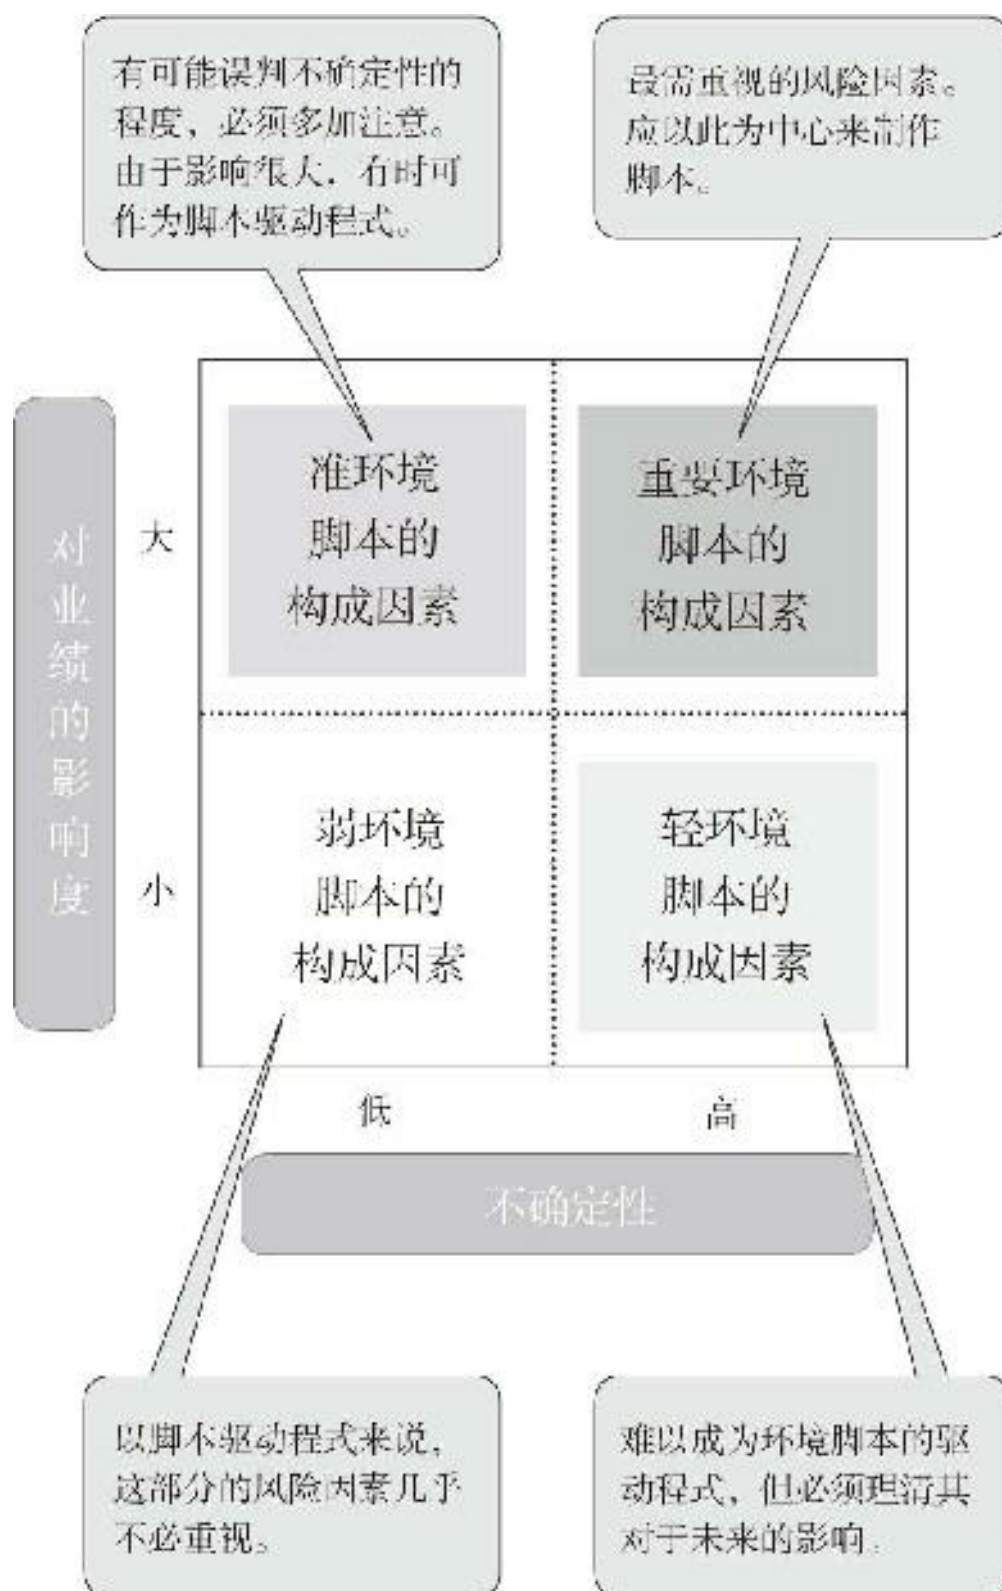 有可能误判不确定性的
程度，必须多加注意。
由于影响很大，有时可
作为脚本驱动程式。
最需重视的风险因素。
应以此为中心来制作
脚本。
对业绩的影响度
大
准环境
脚本的
构成因素
重要环境
脚本的
构成因素
小
弱环境
脚本的
构成因素
轻环境
脚本的
构成因素
低
高
不确定性
以脚本驱动程式来说，
这部分的风险因素几乎
不必重视。
难以成为环境脚本的驱
动程式，但必须理清其
对于未来的影响。